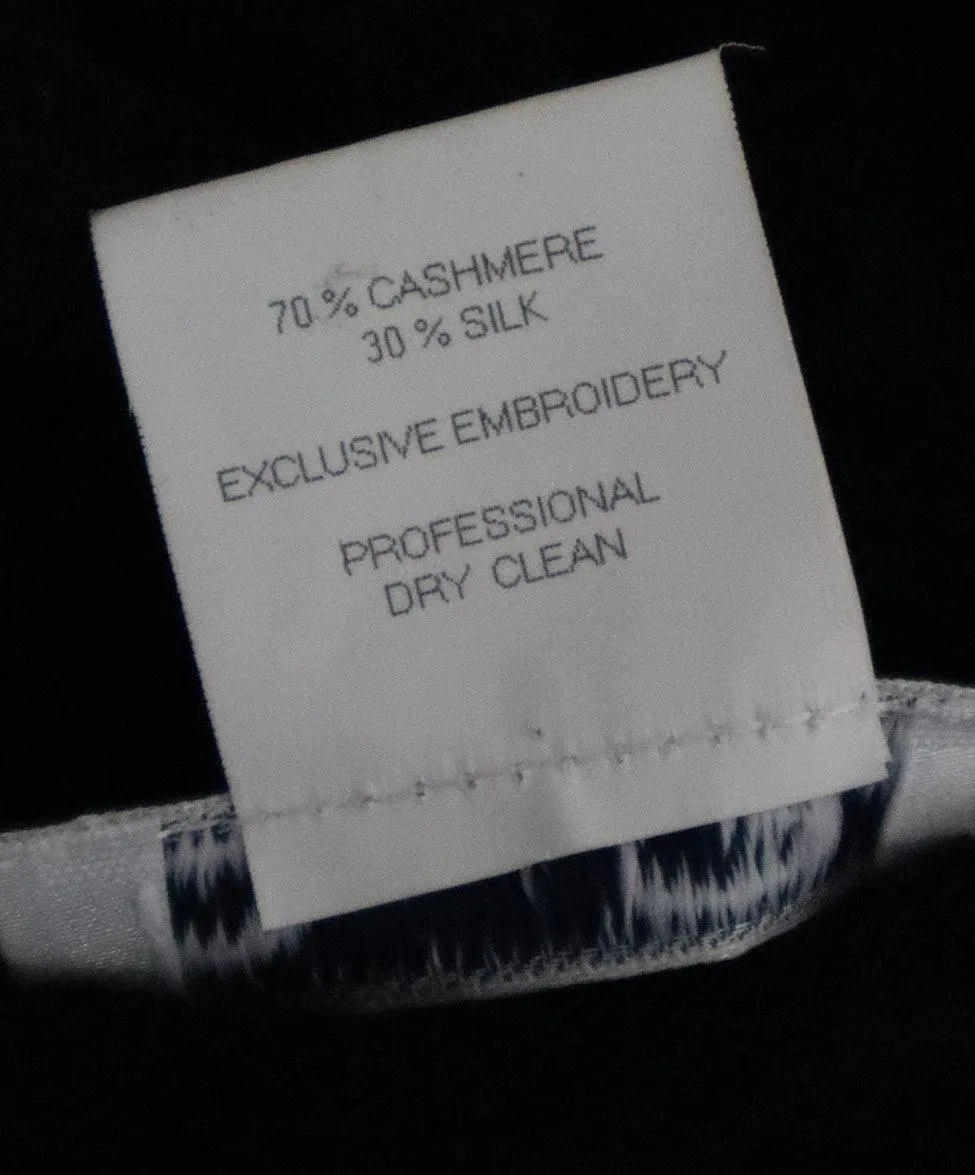 70 % CASHMERE
30 % SILK
EXCLUSIVE EMBROIDERY
PROFESSIONAL
DRY CLEAN